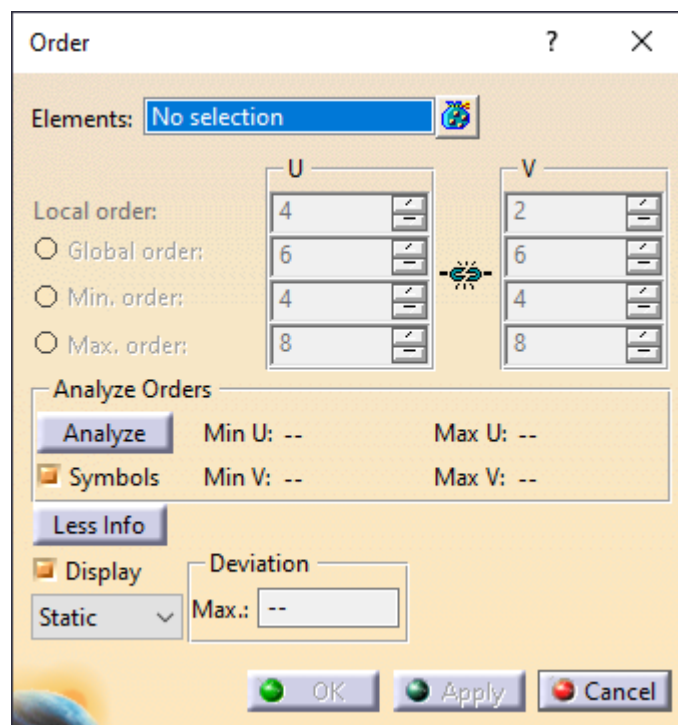 Order ?
Elements: No selection
U V
Local order: 4 2
Global order: 6 6
Min. order: 4 4
Max. order: 8 8
Analyze Orders
Analyze Min U: -- Max U: --
Symbols Min V: -- Max V: --
Less Info
Display Deviation
Static Max.: --
OK Apply Cancel